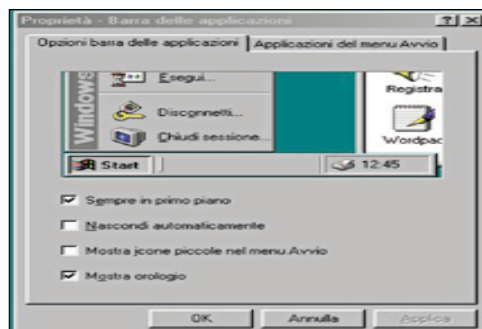 Proprietà - Barra delle applicazioni
Opzioni barra delle applicazioni Applicazioni del menu Avvio
Windows
Esegui...
Disconnetti...
Chiudi sessione...
Registra
Wordpad
Start 12:45
Sempre in primo piano
Nascondi automaticamente
Mostra icone piccole nel menu Avvio
Mostra orologio
OK Annulla Applica